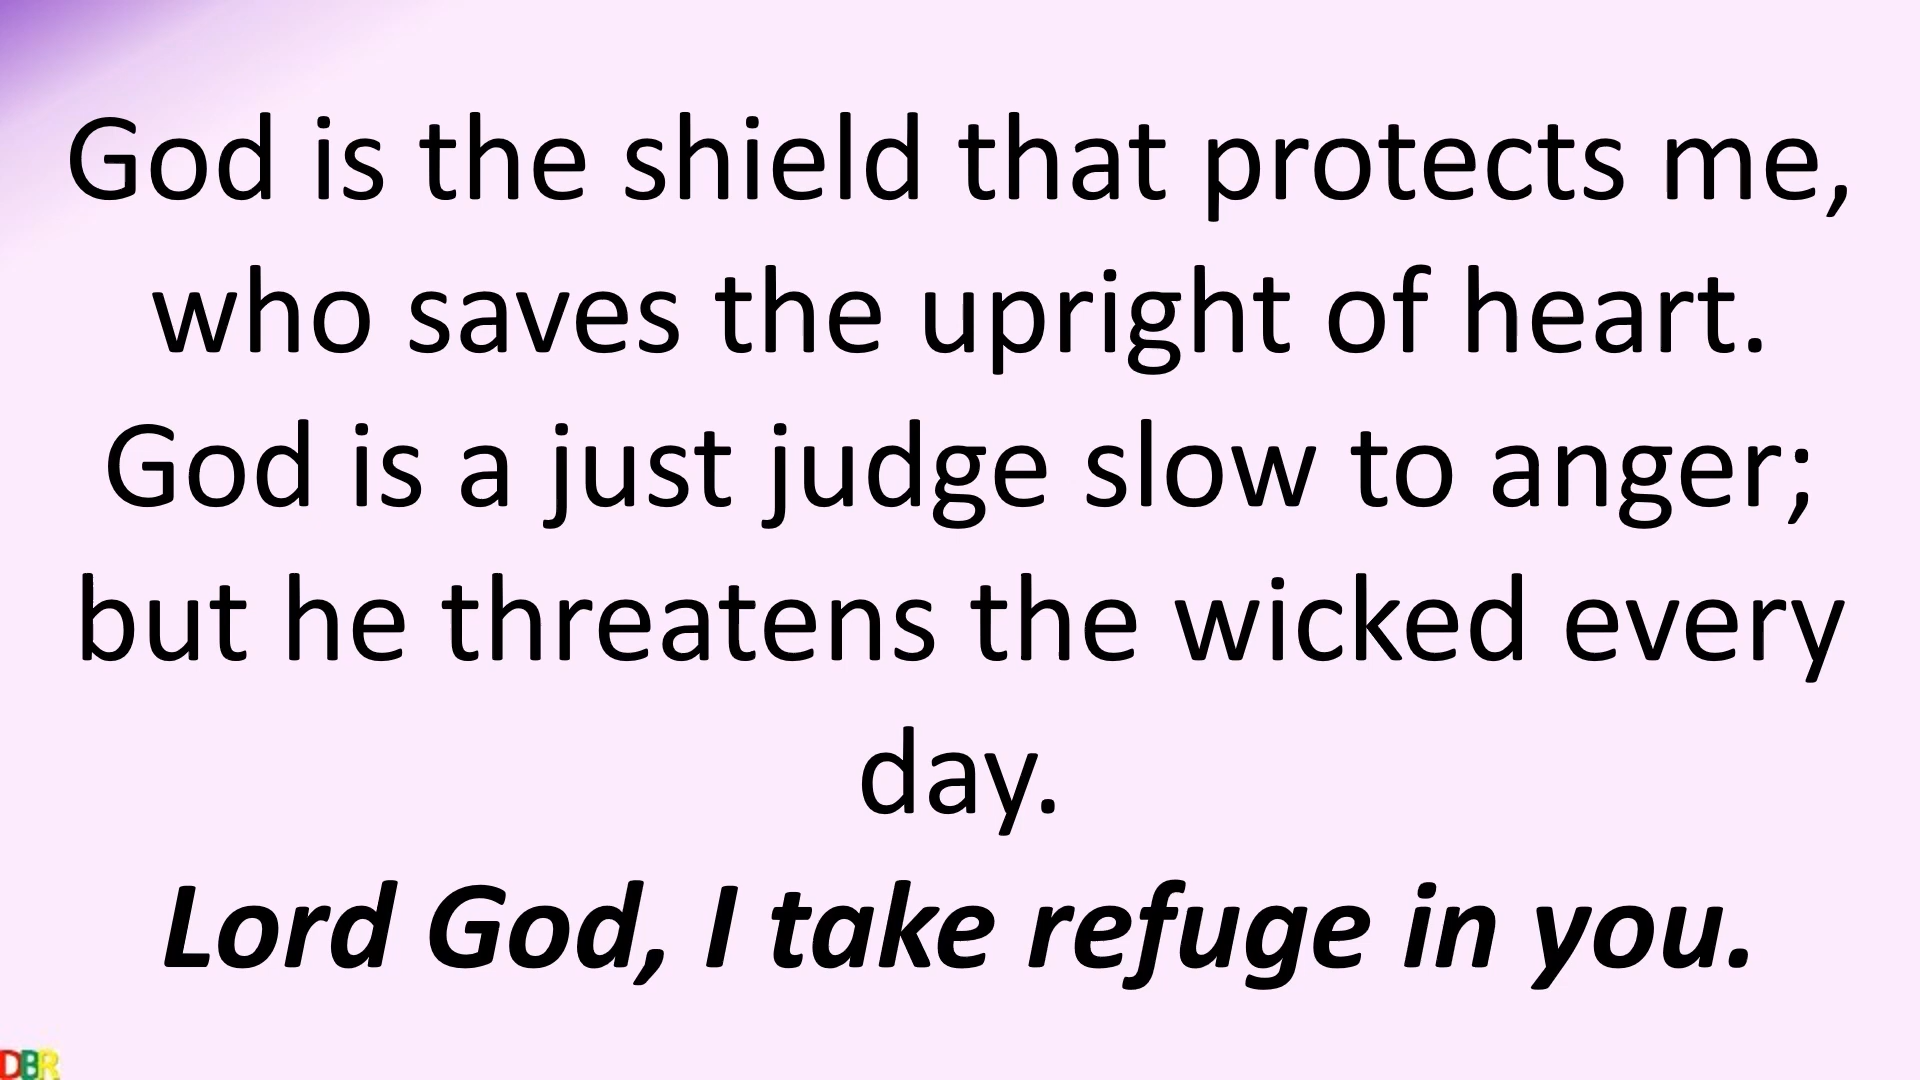 God is the shield that protects me,
who saves the upright of heart.
God is a just judge slow to anger;
but he threatens the wicked every
day.
Lord God, I take refuge in you.
DBR